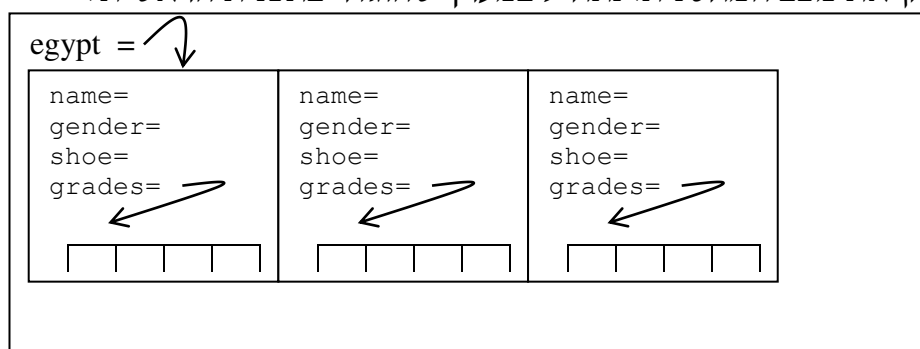 egypt =
name= name= name=
gender= gender= gender=
shoe= shoe= shoe=
grades= grades= grades=